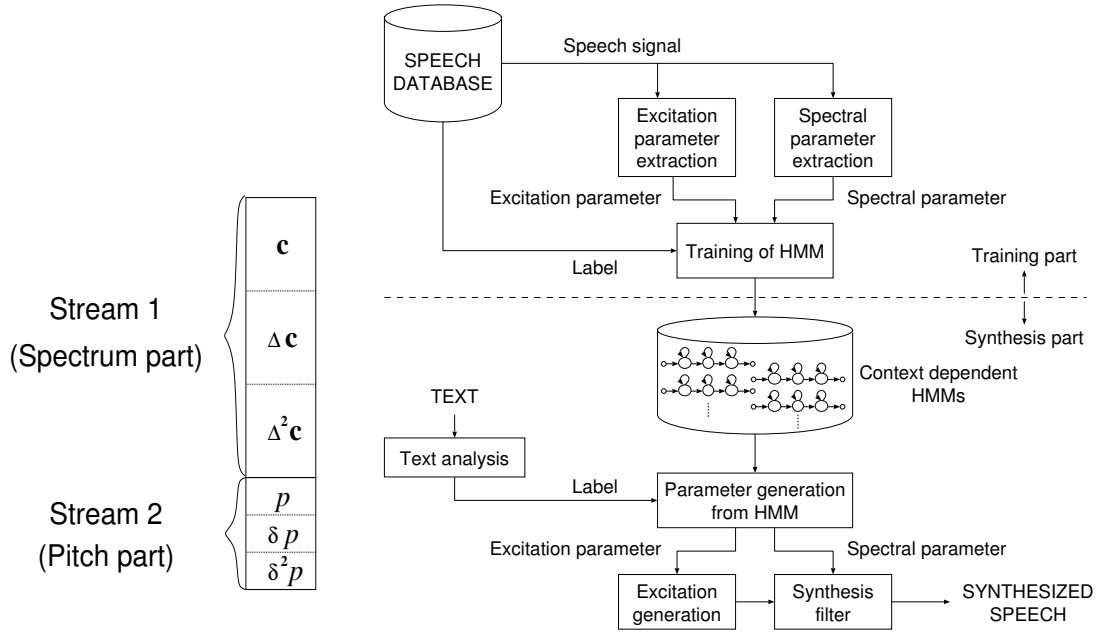 Stream 1
(Spectrum part)
c
Δ c
Δ²c
Stream 2
(Pitch part)
p
δ p
δ²p
SPEECH
DATABASE
Speech signal
Excitation
parameter
extraction
Spectral
parameter
extraction
Excitation parameter
Spectral parameter
Training of HMM
Label
Training part
Synthesis part
Context dependent
HMMs
TEXT
Text analysis
Label
Parameter generation
from HMM
Excitation parameter
Spectral parameter
Excitation
generation
Synthesis
filter
SYNTHESIZED
SPEECH